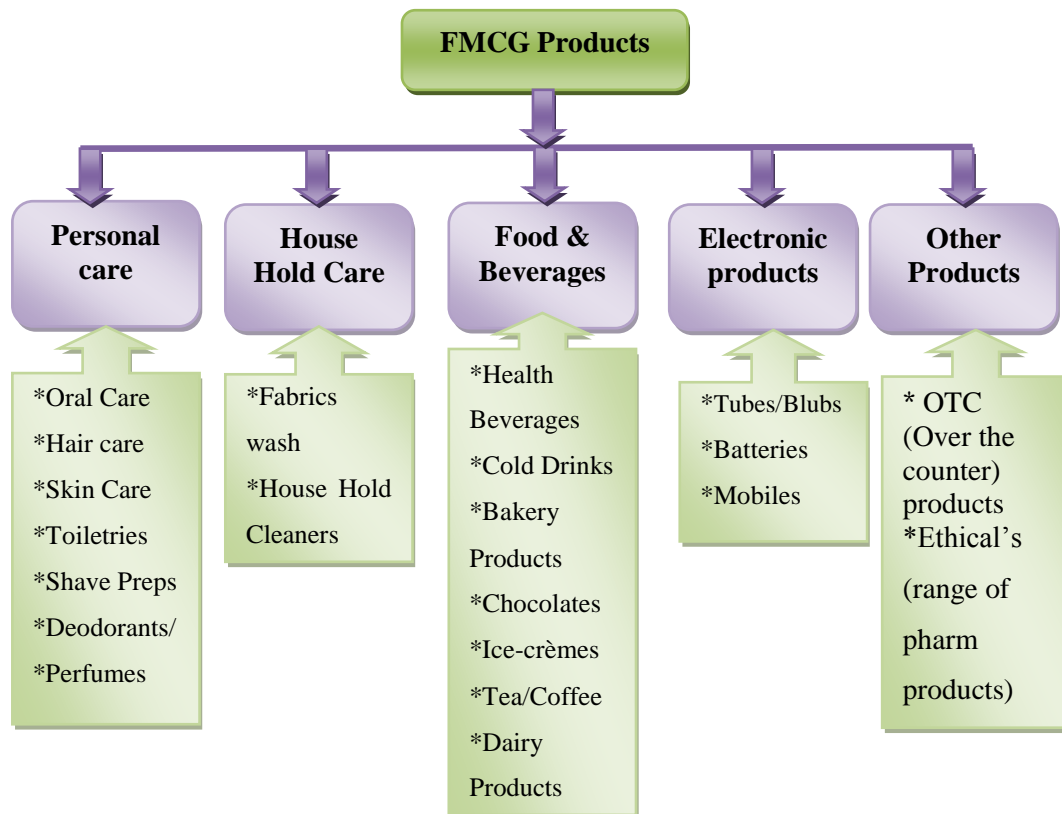 FMCG Products
Personal
care
House
Hold Care
Food &
Beverages
Electronic
products
Other
Products
*Oral Care
*Hair care
*Skin Care
*Toiletries
*Shave Preps
*Deodorants/
*Perfumes
*Fabrics
wash
*House Hold
Cleaners
*Health
Beverages
*Cold Drinks
*Bakery
Products
*Chocolates
*Ice-crèmes
*Tea/Coffee
*Dairy
Products
*Tubes/Blubs
*Batteries
*Mobiles
* OTC
(Over the
counter)
products
*Ethical’s
(range of
pharm
products)